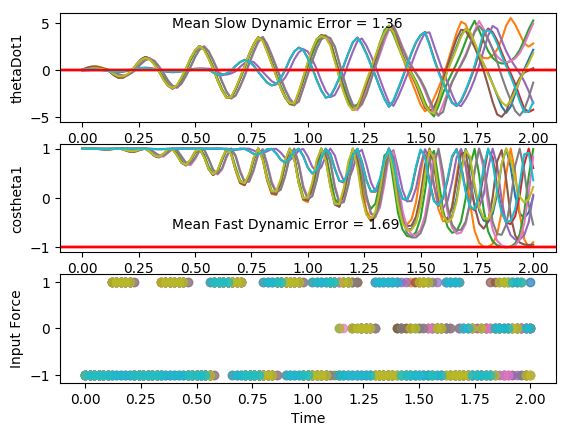 thetaDot1
5
0
−5
Mean Slow Dynamic Error = 1.36
0.00 0.25 0.50 0.75 1.00 1.25 1.50 1.75 2.00
costheta1
1
0
−1
Mean Fast Dynamic Error = 1.69
0.00 0.25 0.50 0.75 1.00 1.25 1.50 1.75 2.00
Input Force
1
0
−1
0.00 0.25 0.50 0.75 1.00 1.25 1.50 1.75 2.00
Time